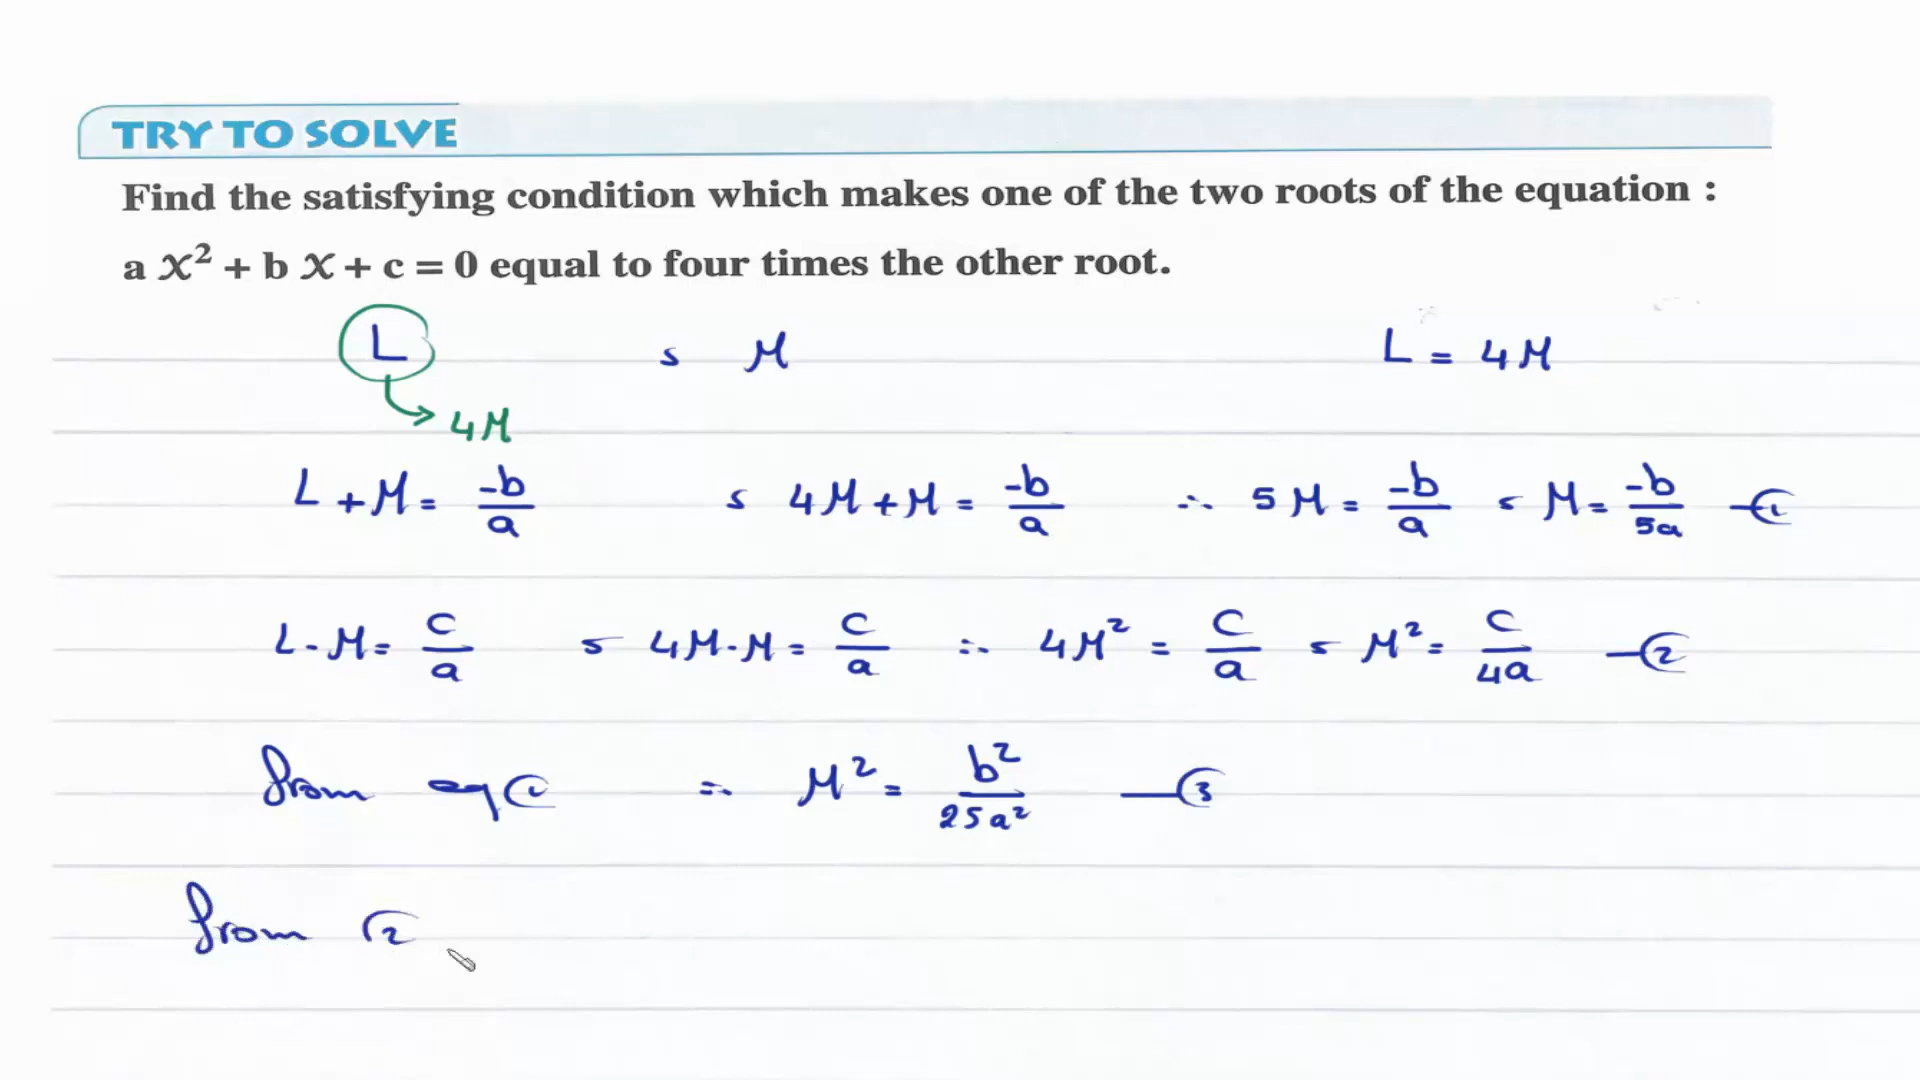 TRY TO SOLVE
Find the satisfying condition which makes one of the two roots of the equation :
a x² + b x + c = 0 equal to four times the other root.
L , M L = 4M
4M
L + M = -b/a , 4M + M = -b/a ∴ 5M = -b/a , M = -b/5a —①
L · M = c/a , 4M · M = c/a ∴ 4M² = c/a , M² = c/4a —②
from eq ① ∴ M² = b²/25a² —③
from 2